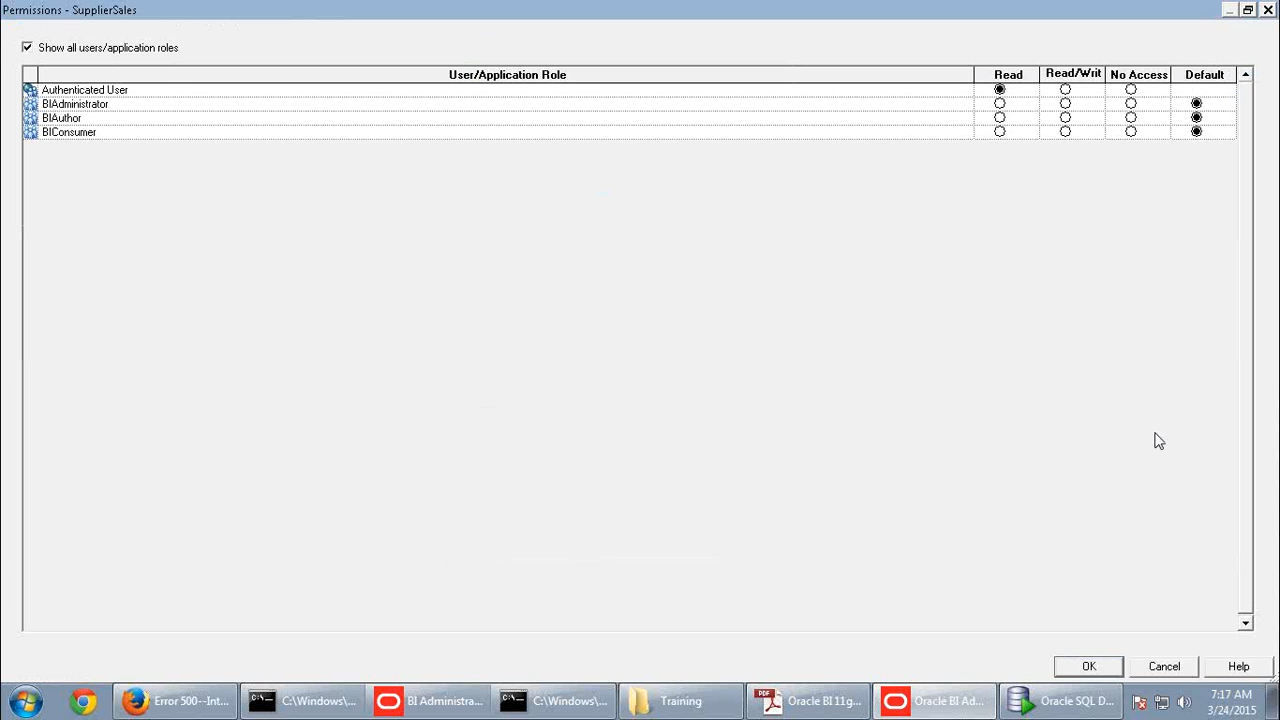 Permissions - SupplierSales
Show all users/application roles
User/Application Role Read Read/Writ No Access Default
Authenticated User
BIAdministrator
BIAuthor
BIConsumer
OK Cancel Help
Error 500--Int... C:\Windows\... BI Administra... C:\Windows\... Training PDF Oracle BI 11g... Oracle BI Ad... Oracle SQL D... 7:17 AM
3/24/2015